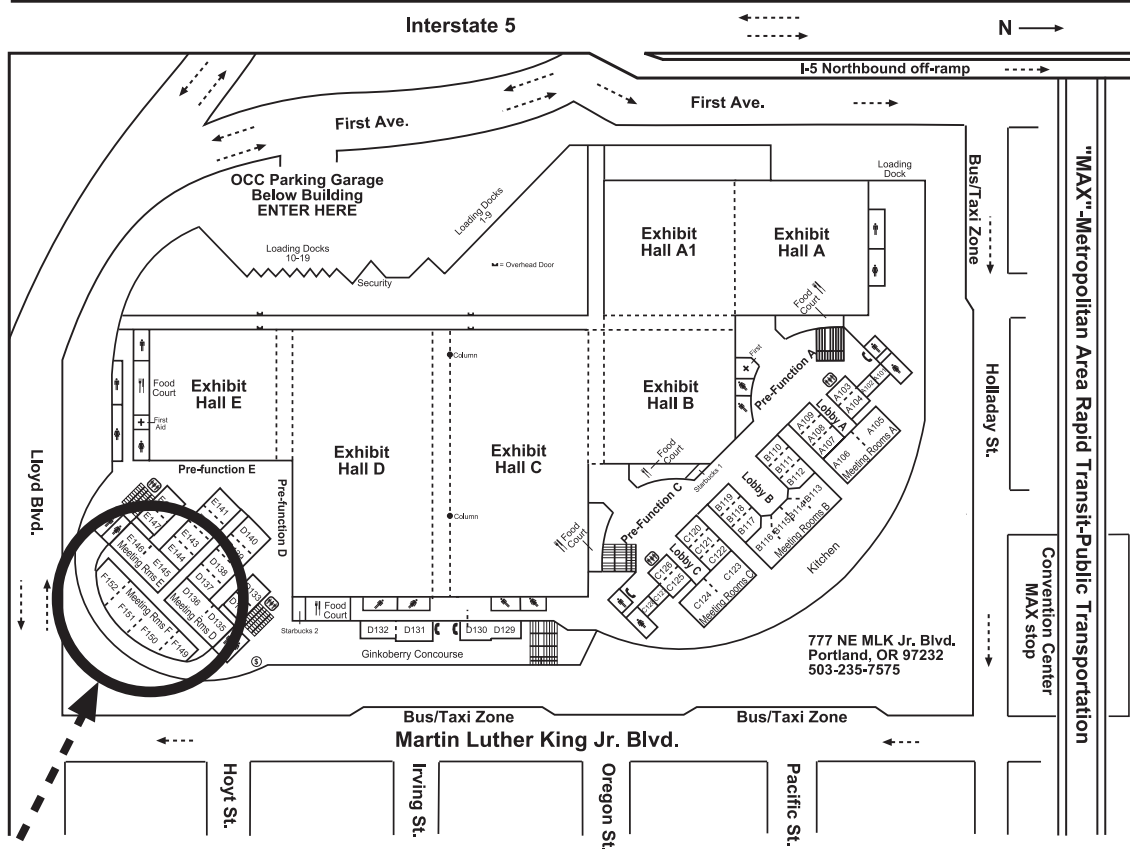 Interstate 5
N
I-5 Northbound off-ramp
First Ave.
First Ave.
OCC Parking Garage
Below Building
ENTER HERE
Loading Docks
1-9
Loading Docks
10-19
Security
= Overhead Door
Loading
Dock
Bus/Taxi Zone
"MAX"-Metropolitan Area Rapid Transit-Public Transportation
Exhibit
Hall A1
Exhibit
Hall A
Food
Court
Exhibit
Hall B
First
Pre-Function A
Food
Court
Starbucks 1
Pre-Function C
Column
Column
Exhibit
Hall E
Food
Court
First
Aid
Exhibit
Hall D
Exhibit
Hall C
Food
Court
Pre-function E
Pre-function D
Lloyd Blvd.
Holladay St.
A103
A104
A102
A101
Lobby A
A109
A108
A107
A105
A106
Meeting Rooms A
B110
B111
B112
Lobby B
B119
B118
B117
B113
B114
B115
B116
Meeting Rooms B
Kitchen
C120
C121
C122
Lobby C
C126
C125
C123
C124
Meeting Rooms C
E147
E146
E145
E144
E143
E141
Meeting Rms E
D140
D138
D137
D136
D135
D133
Meeting Rms D
F152
F151
F150
F149
Meeting Rms F
Starbucks 2
Food
Court
D132
D131
D130
D129
Ginkoberry Concourse
777 NE MLK Jr. Blvd.
Portland, OR 97232
503-235-7575
Convention Center
MAX stop
Bus/Taxi Zone
Bus/Taxi Zone
Martin Luther King Jr. Blvd.
Hoyt St.
Irving St.
Oregon St.
Pacific St.